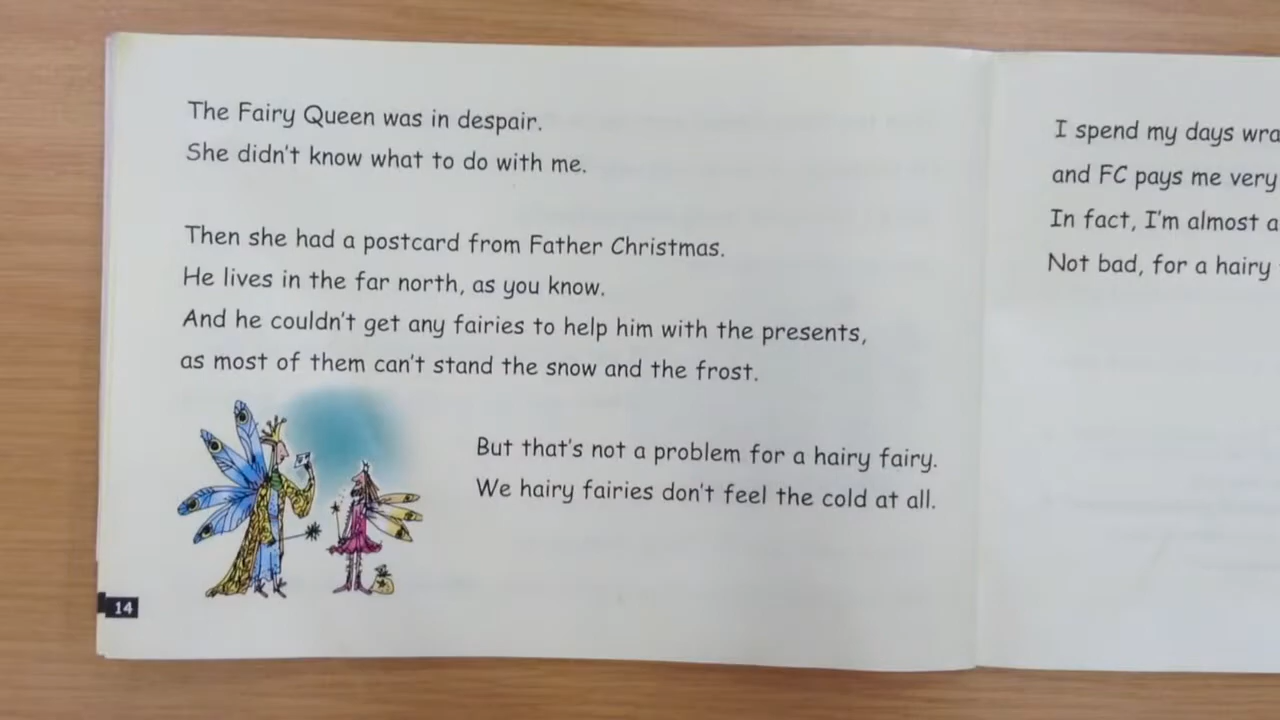 The Fairy Queen was in despair.
She didn't know what to do with me.
Then she had a postcard from Father Christmas.
He lives in the far north, as you know.
And he couldn't get any fairies to help him with the presents,
as most of them can't stand the snow and the frost.
But that's not a problem for a hairy fairy.
We hairy fairies don't feel the cold at all.
14
I spend my days
and FC pays me very
In fact, I'm almost
Not bad, for a hairy